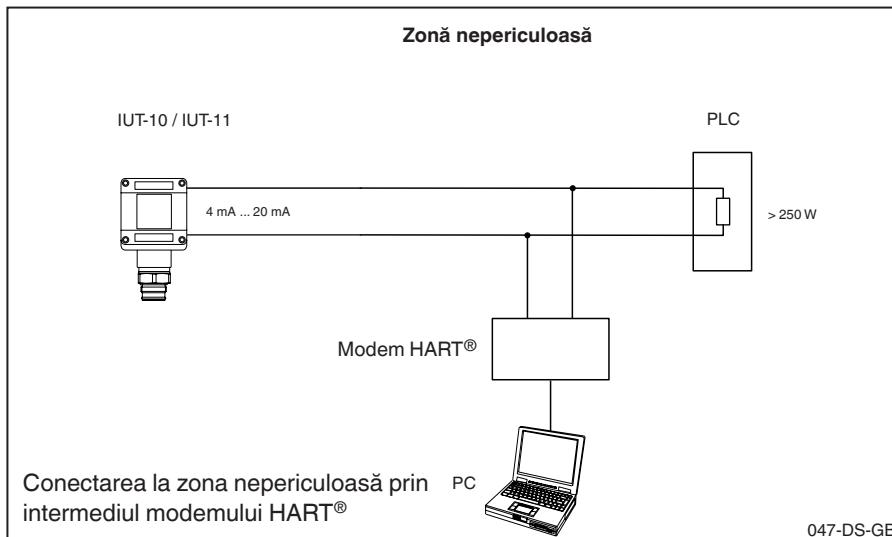 Zonă nepericuloasă
IUT-10 / IUT-11
PLC
4 mA ... 20 mA
> 250 W
Modem HART®
Conectarea la zona nepericuloasă prin
intermediul modemului HART®
PC
047-DS-GB